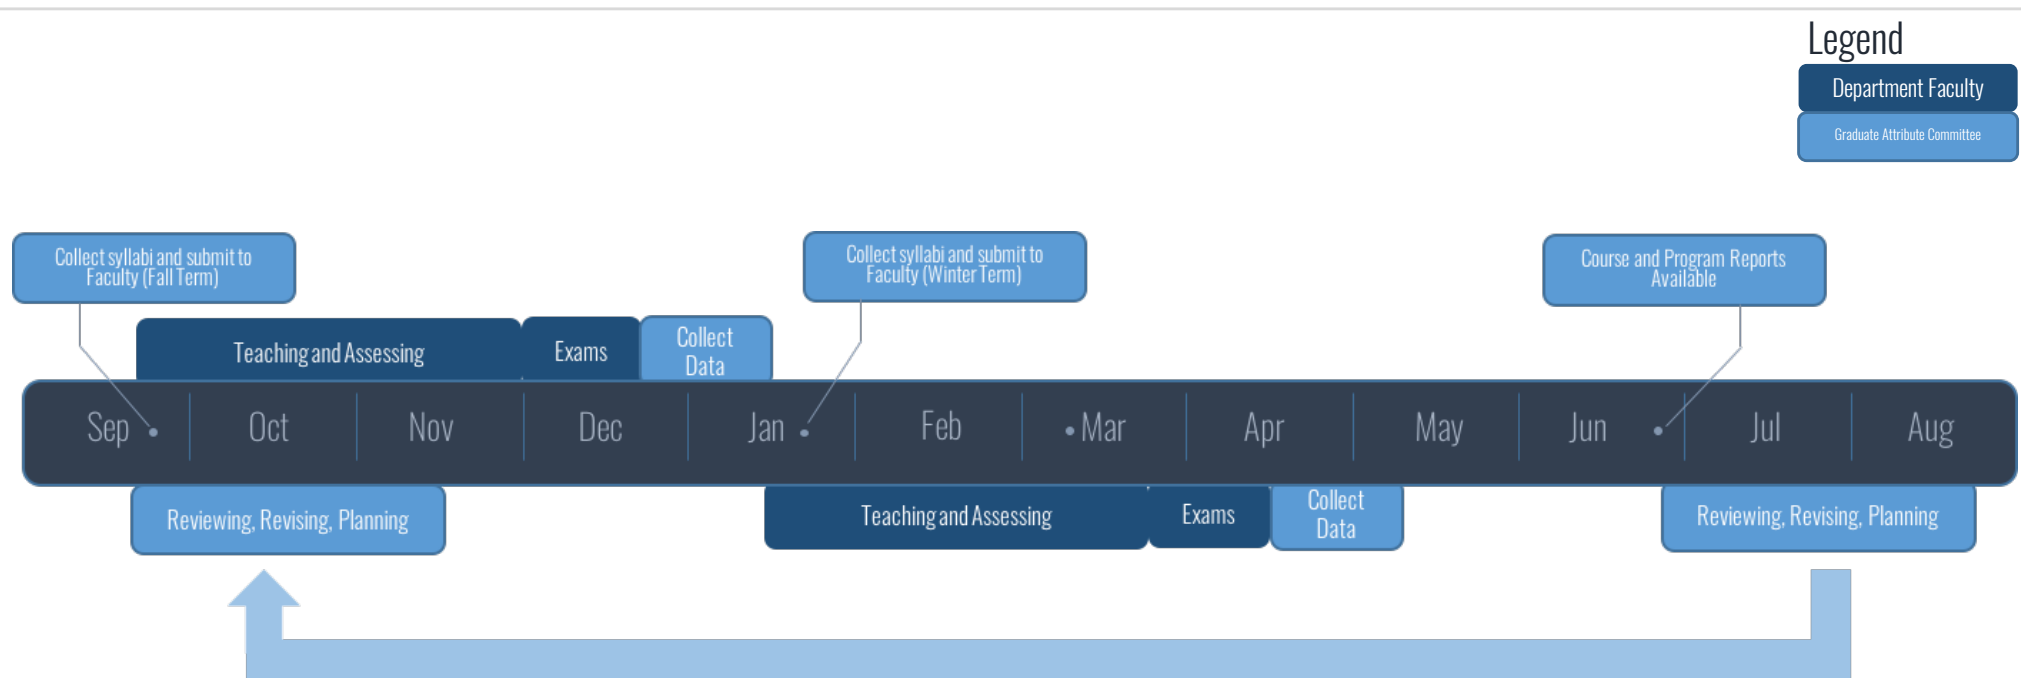 Legend
Department Faculty
Graduate Attribute Committee
Collect syllabi and submit to
Faculty (Fall Term)
Collect syllabi and submit to
Faculty (Winter Term)
Course and Program Reports
Available
Teaching and Assessing
Exams
Collect
Data
Sep
Oct
Nov
Dec
Jan
Feb
Mar
Apr
May
Jun
Jul
Aug
Reviewing, Revising, Planning
Teaching and Assessing
Exams
Collect
Data
Reviewing, Revising, Planning